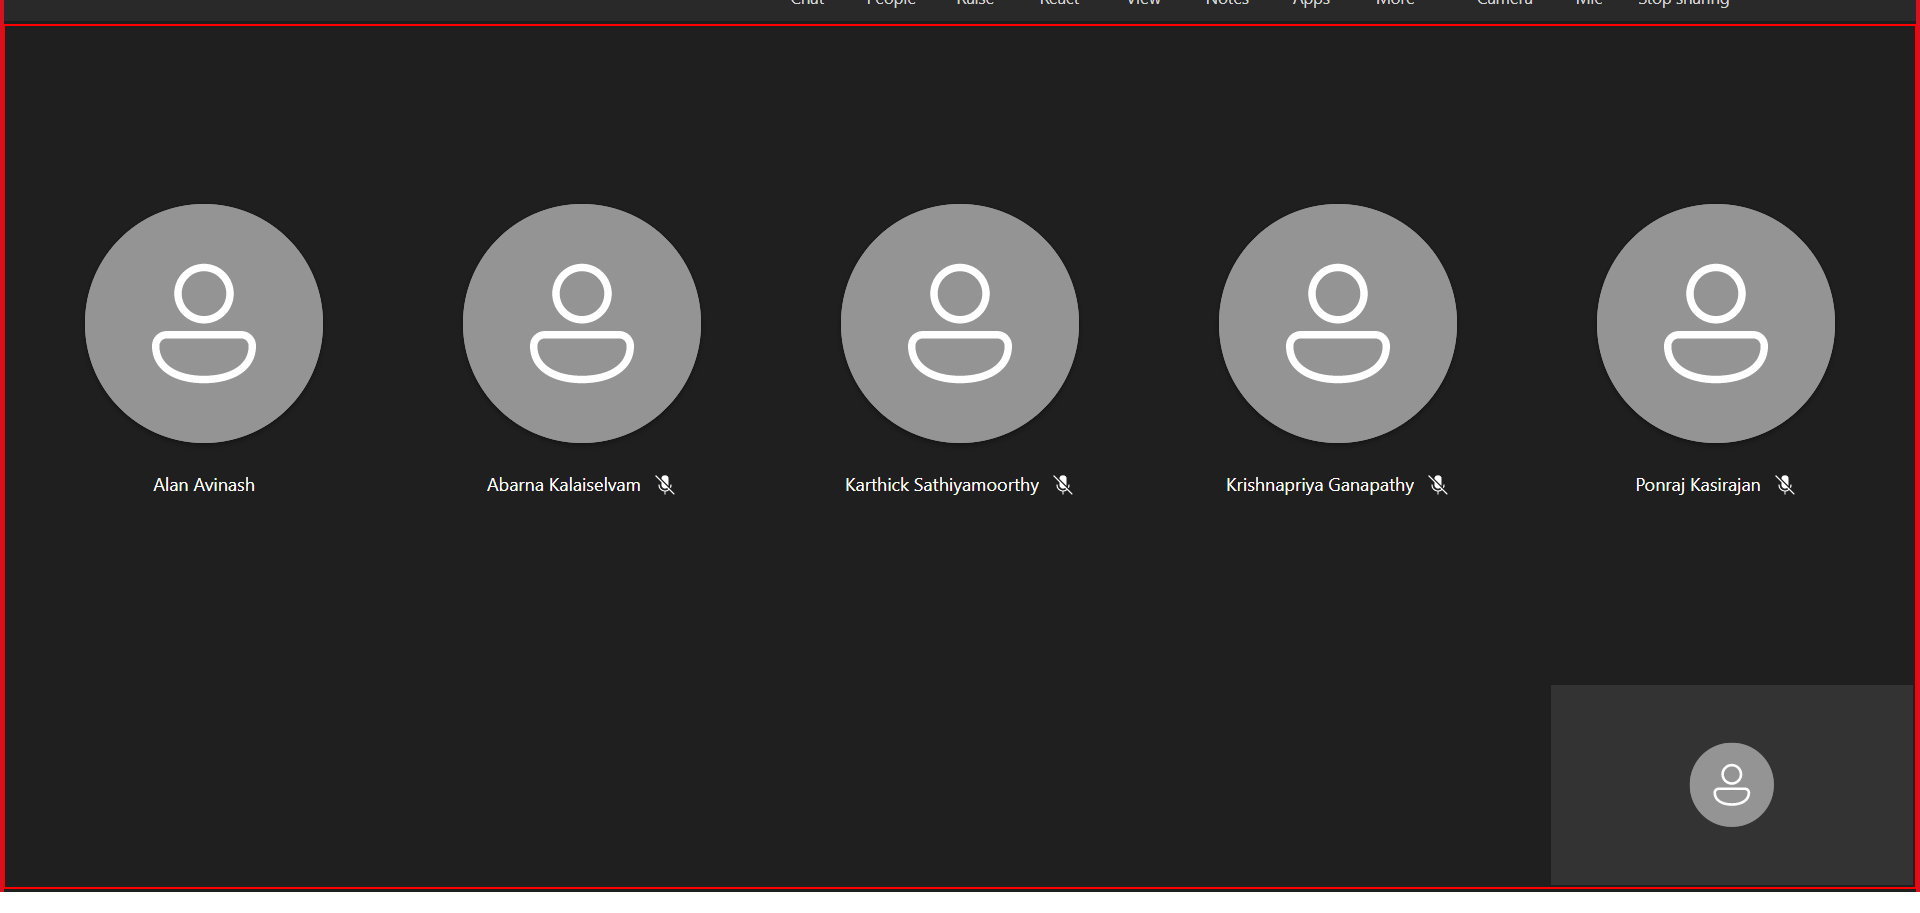 Chat People Raise React View Notes Apps More Camera Mic Stop sharing
Alan Avinash Abarna Kalaiselvam Karthick Sathiyamoorthy Krishnapriya Ganapathy Ponraj Kasirajan